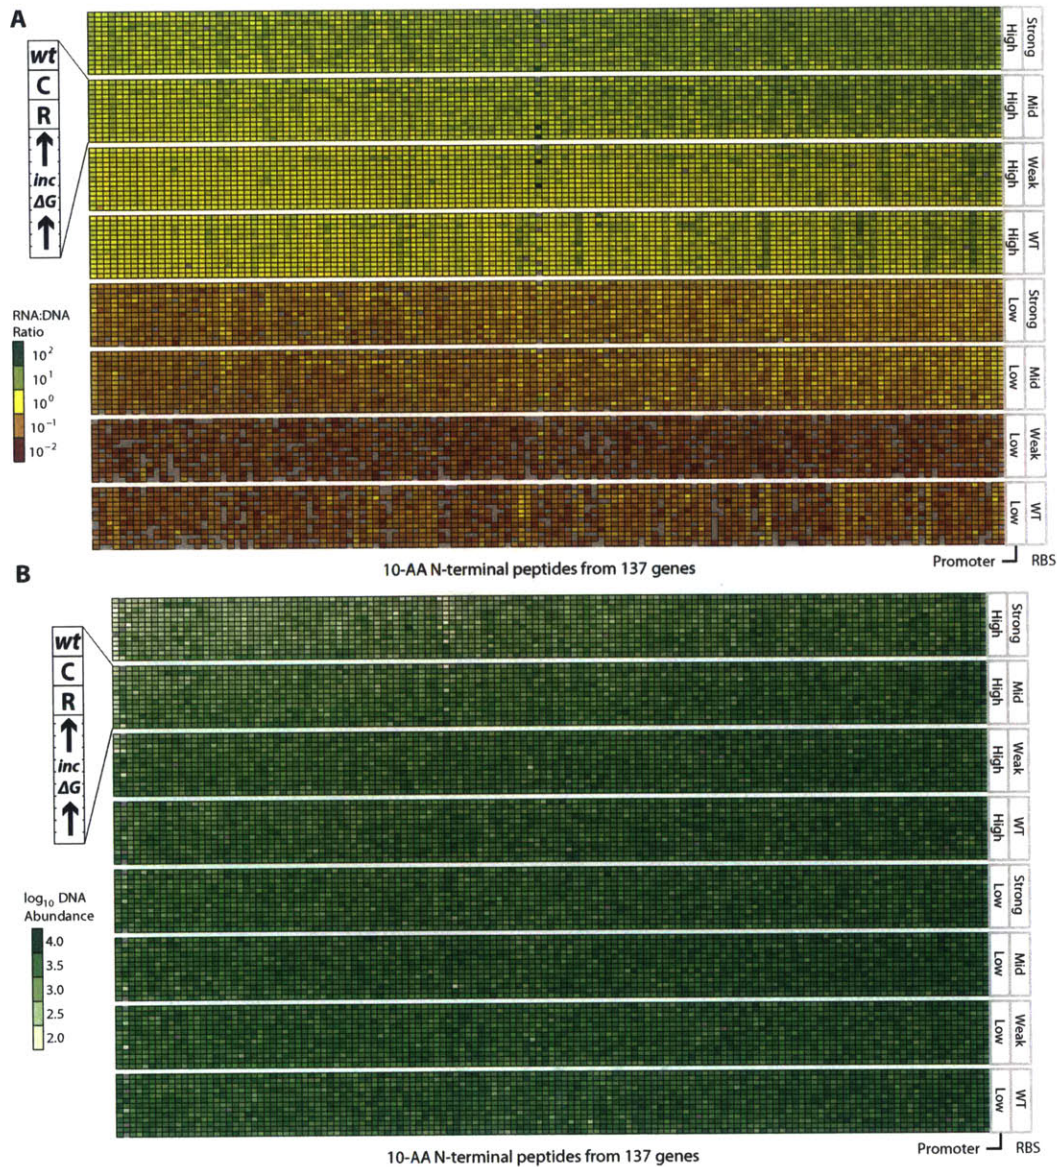 A
wt
C
R
inc
ΔG
RNA:DNA
Ratio
10²
10¹
10⁰
10⁻¹
10⁻²
High Strong
High Mid
High Weak
High WT
Low Strong
Low Mid
Low Weak
Low WT
10-AA N-terminal peptides from 137 genes
Promoter RBS
B
wt
C
R
inc
ΔG
log₁₀ DNA
Abundance
4.0
3.5
3.0
2.5
2.0
High Strong
High Mid
High Weak
High WT
Low Strong
Low Mid
Low Weak
Low WT
10-AA N-terminal peptides from 137 genes
Promoter RBS